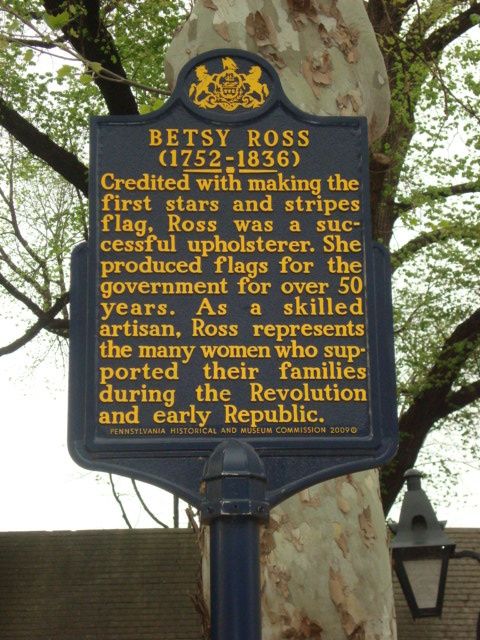 BETSY ROSS
(1752-1836)
Credited with making the
first stars and stripes
flag, Ross was a suc-
cessful upholsterer. She
produced flags for the
government for over 50
years. As a skilled
artisan, Ross represents
the many women who sup-
ported their families
during the Revolution
and early Republic.
PENNSYLVANIA HISTORICAL AND MUSEUM COMMISSION 2009©